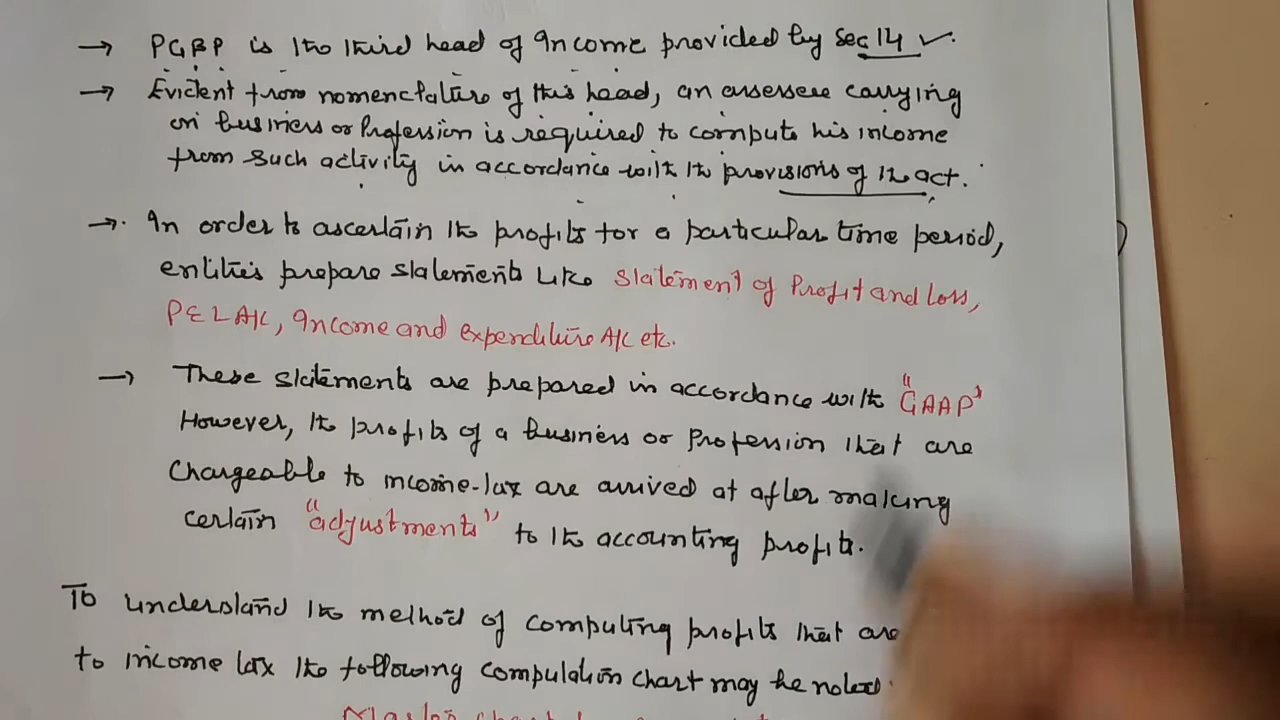 → PGBP is the third head of Income provided by Sec 14 ✓.
→ Evident from nomenclature of this head, an assessee carrying
on business or Profession is required to compute his income
from such activity in accordance with the provisions of the act.
→ In order to ascertain the profits for a particular time period,
entities prepare statements like Statement of Profit and Loss,
P & L A/c, Income and expenditure A/c etc.
→ These statements are prepared in accordance with "GAAP"
However, the profits of a business or Profession that are
Chargeable to income-tax are arrived at after making
certain "adjustments" to the accounting profits.
To understand the method of computing profits that are
to income tax the following computation chart may be noted.